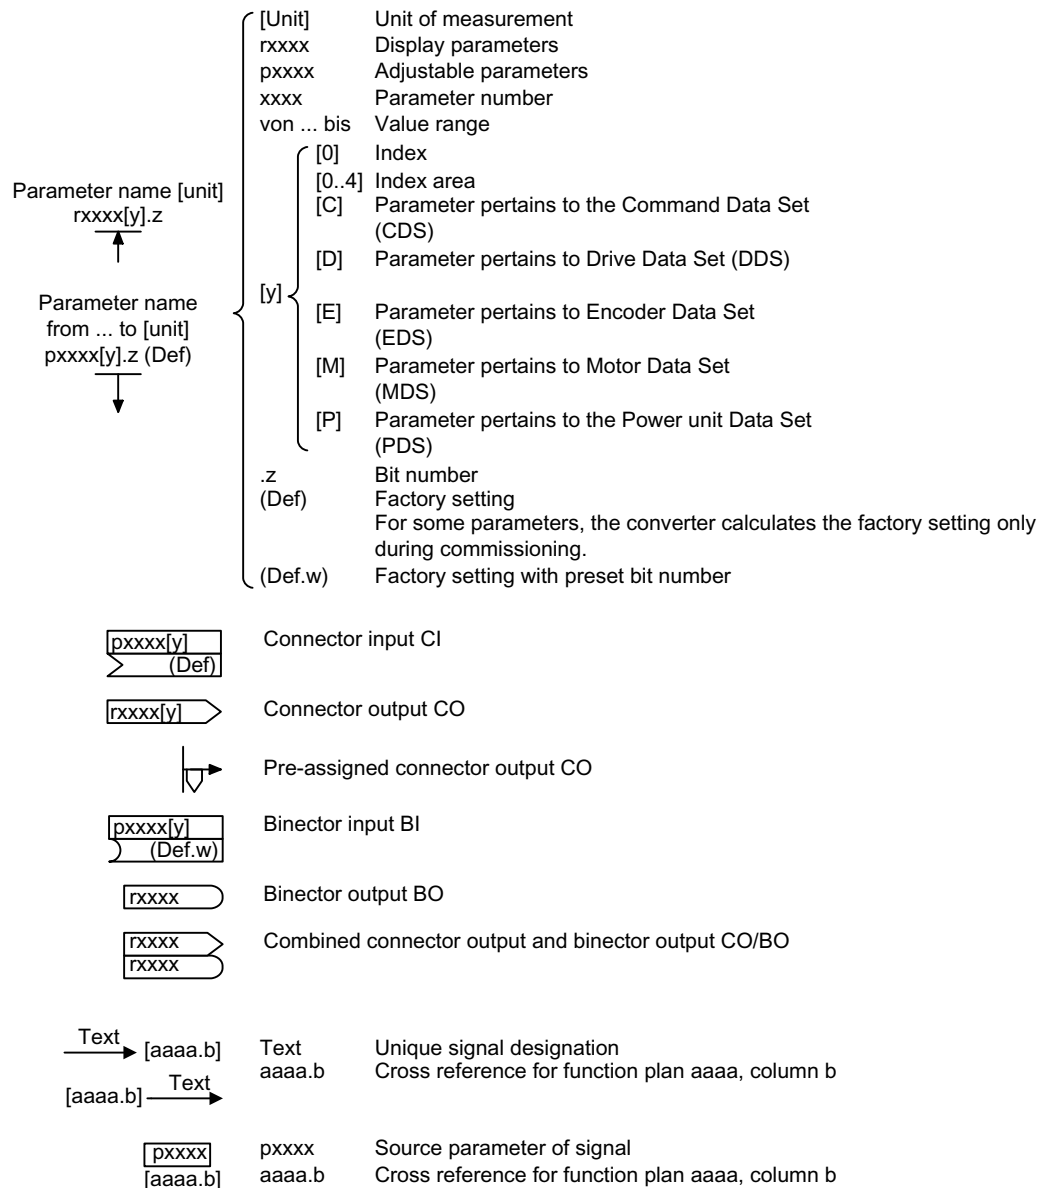 [Unit] Unit of measurement
rxxxx Display parameters
pxxxx Adjustable parameters
xxxx Parameter number
von ... bis Value range
[0] Index
[0..4] Index area
[C] Parameter pertains to the Command Data Set
(CDS)
[D] Parameter pertains to Drive Data Set (DDS)
[y]
[E] Parameter pertains to Encoder Data Set
(EDS)
[M] Parameter pertains to Motor Data Set
(MDS)
[P] Parameter pertains to the Power unit Data Set
(PDS)
.z Bit number
(Def) Factory setting
For some parameters, the converter calculates the factory setting only
during commissioning.
(Def.w) Factory setting with preset bit number
Parameter name [unit]
rxxxx[y].z
Parameter name
from ... to [unit]
pxxxx[y].z (Def)
pxxxx[y] Connector input CI
(Def)
rxxxx[y] Connector output CO
Pre-assigned connector output CO
pxxxx[y] Binector input BI
(Def.w)
rxxxx Binector output BO
rxxxx Combined connector output and binector output CO/BO
rxxxx
Text [aaaa.b] Text Unique signal designation
aaaa.b Cross reference for function plan aaaa, column b
[aaaa.b] Text
pxxxx pxxxx Source parameter of signal
[aaaa.b] aaaa.b Cross reference for function plan aaaa, column b